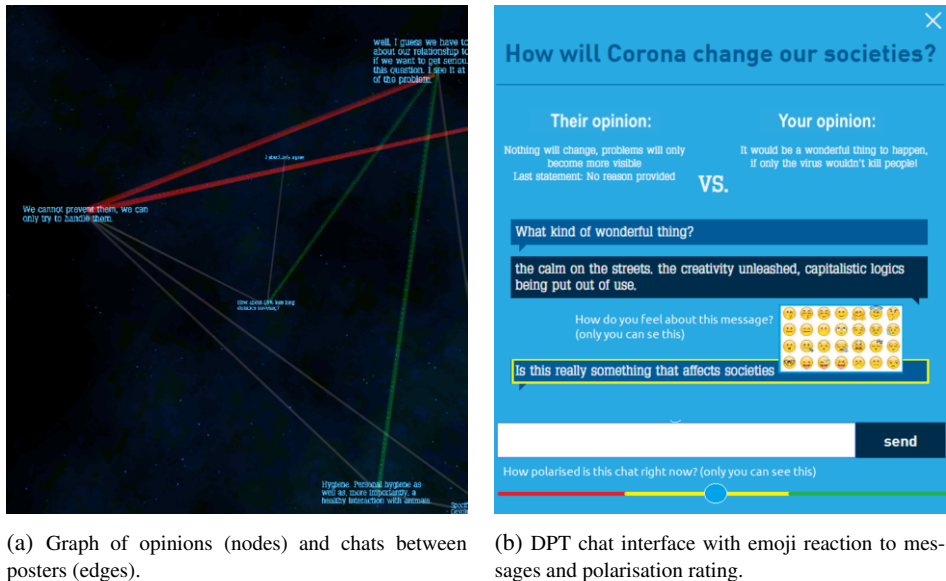 well, I guess we have to
about our relationship to
if we want to get seriou
this question. I see it at
of the problem.
We cannot prevent them, we can
only try to handle them.
How about
less long
distance
Hygiene. Personal hygiene as
well as, more importantly, a
healthy interaction with animals.
How will Corona change our societies?
Their opinion:
Nothing will change, problems will only
become more visible
Last statement: No reason provided
VS.
Your opinion:
It would be a wonderful thing to happen,
if only the virus wouldn't kill people!
What kind of wonderful thing?
the calm on the streets. the creativity unleashed, capitalistic logics
being put out of use.
How do you feel about this message?
(only you can se this)
Is this really something that affects societies
send
How polarised is this chat right now? (only you can see this)
(a) Graph of opinions (nodes) and chats between
posters (edges).
(b) DPT chat interface with emoji reaction to mes-
sages and polarisation rating.